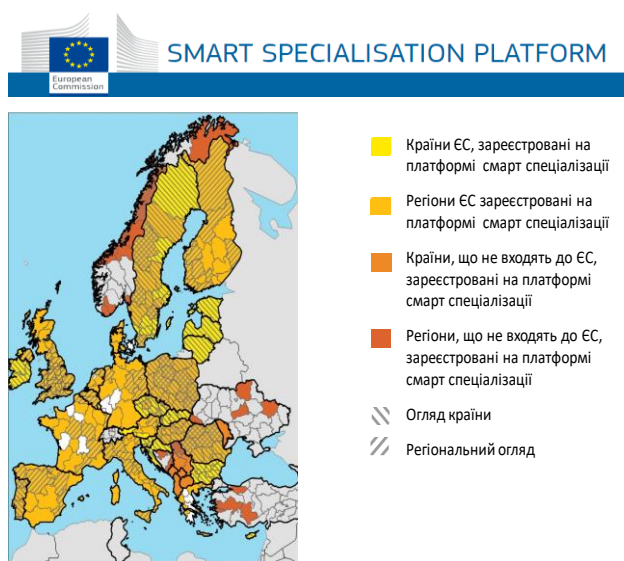 SMART SPECIALISATION PLATFORM
European
Commission
Країни ЄС, зареєстровані на
платформі смарт спеціалізації
Регіони ЄС зареєстровані на
платформі смарт спеціалізації
Країни, що не входять до ЄС,
зареєстровані на платформі
смарт спеціалізації
Регіони, що не входять до ЄС,
зареєстровані на платформі
смарт спеціалізації
Огляд країни
Регіональний огляд